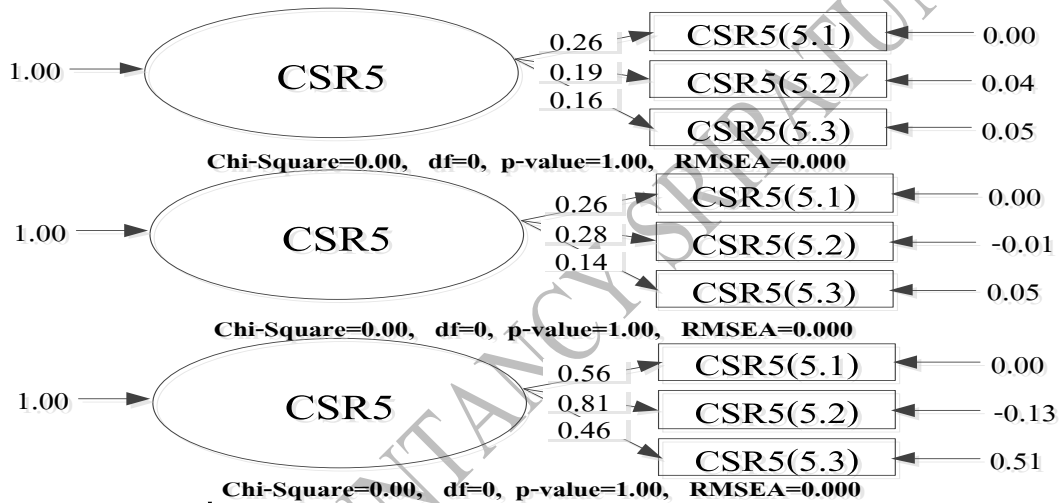 0.26 CSR5(5.1) 0.00
1.00 CSR5 0.19 CSR5(5.2) 0.04
0.16 CSR5(5.3) 0.05
Chi-Square=0.00, df=0, p-value=1.00, RMSEA=0.000
0.26 CSR5(5.1) 0.00
1.00 CSR5 0.28 CSR5(5.2) -0.01
0.14 CSR5(5.3) 0.05
Chi-Square=0.00, df=0, p-value=1.00, RMSEA=0.000
0.56 CSR5(5.1) 0.00
1.00 CSR5 0.81 CSR5(5.2) -0.13
0.46 CSR5(5.3) 0.51
Chi-Square=0.00, df=0, p-value=1.00, RMSEA=0.000